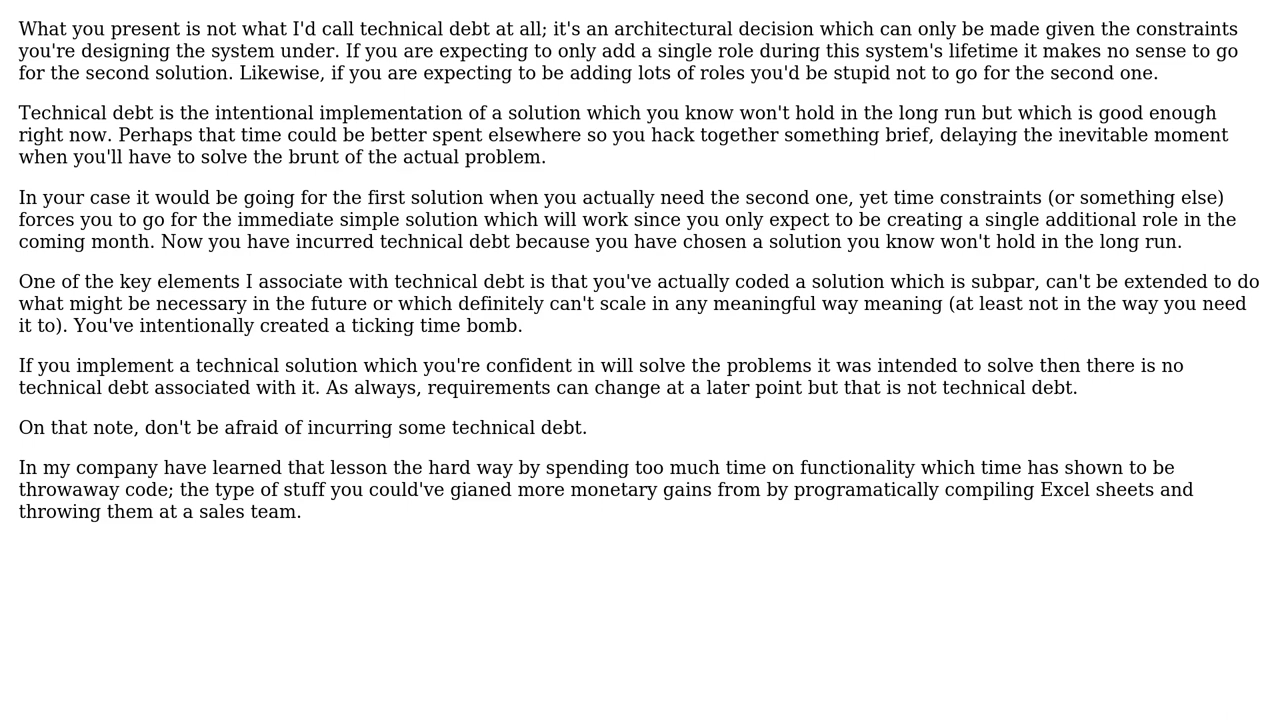 What you present is not what I'd call technical debt at all; it's an architectural decision which can only be made given the constraints
you're designing the system under. If you are expecting to only add a single role during this system's lifetime it makes no sense to go
for the second solution. Likewise, if you are expecting to be adding lots of roles you'd be stupid not to go for the second one.
Technical debt is the intentional implementation of a solution which you know won't hold in the long run but which is good enough
right now. Perhaps that time could be better spent elsewhere so you hack together something brief, delaying the inevitable moment
when you'll have to solve the brunt of the actual problem.
In your case it would be going for the first solution when you actually need the second one, yet time constraints (or something else)
forces you to go for the immediate simple solution which will work since you only expect to be creating a single additional role in the
coming month. Now you have incurred technical debt because you have chosen a solution you know won't hold in the long run.
One of the key elements I associate with technical debt is that you've actually coded a solution which is subpar, can't be extended to do
what might be necessary in the future or which definitely can't scale in any meaningful way meaning (at least not in the way you need
it to). You've intentionally created a ticking time bomb.
If you implement a technical solution which you're confident in will solve the problems it was intended to solve then there is no
technical debt associated with it. As always, requirements can change at a later point but that is not technical debt.
On that note, don't be afraid of incurring some technical debt.
In my company have learned that lesson the hard way by spending too much time on functionality which time has shown to be
throwaway code; the type of stuff you could've gianed more monetary gains from by programatically compiling Excel sheets and
throwing them at a sales team.